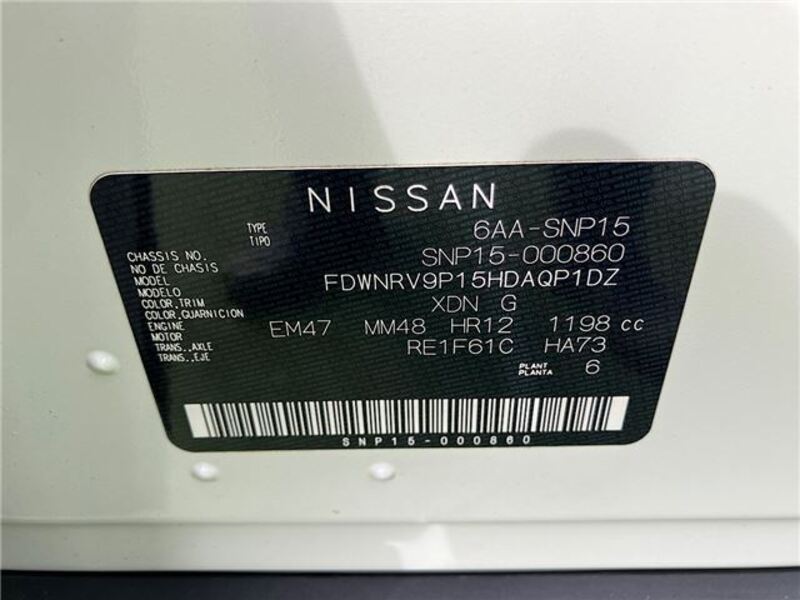 NISSAN
TYPE
TIPO
6AA-SNP15
CHASSIS NO.
NO DE CHASIS
SNP15-000860
MODEL
MODELO
FDWNRV9P15HDAQP1DZ
COLOR,TRIM
COLOR,GUARNICION
XDN G
ENGINE
MOTOR
EM47 MM48 HR12 1198 cc
TRANS.,AXLE
TRANS.,EJE
RE1F61C HA73
PLANT
PLANTA
6
SNP15-000860